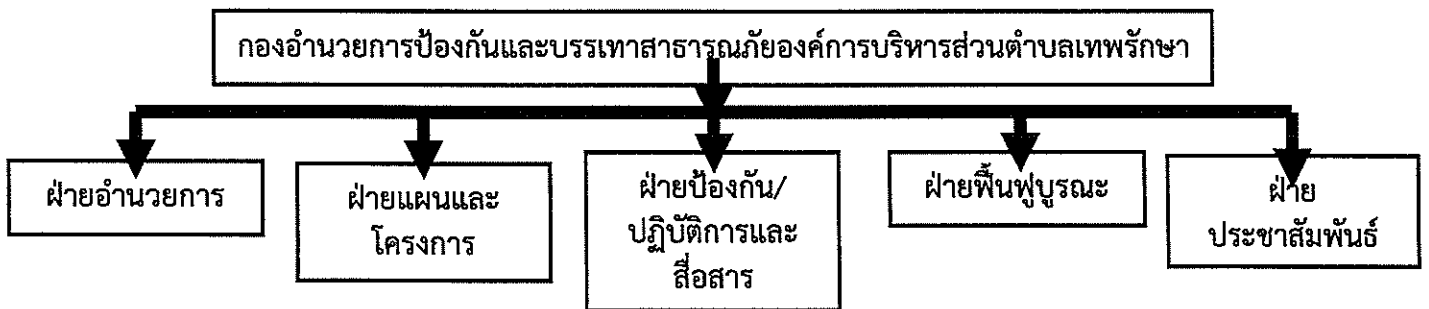 กองอำนวยการป้องกันและบรรเทาสาธารณภัยองค์การบริหารส่วนตำบลเทพรักษา
ฝ่ายอำนวยการ
ฝ่ายแผนและ
โครงการ
ฝ่ายป้องกัน/
ปฏิบัติการและ
สื่อสาร
ฝ่ายฟื้นฟูบูรณะ
ฝ่าย
ประชาสัมพันธ์